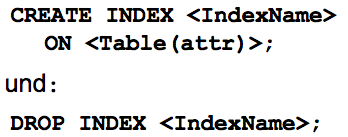 CREATE INDEX <IndexName>
ON <Table(attr)>;
und:
DROP INDEX <IndexName>;